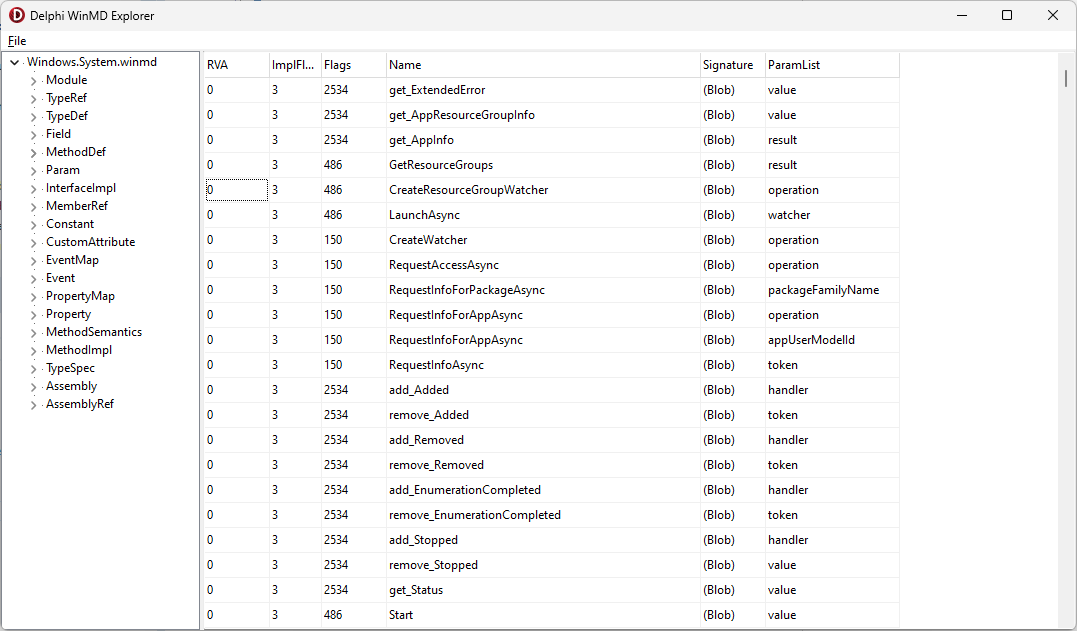 Delphi WinMD Explorer
File
Windows.System.winmd
Module
TypeRef
TypeDef
Field
MethodDef
Param
InterfaceImpl
MemberRef
Constant
CustomAttribute
EventMap
Event
PropertyMap
Property
MethodSemantics
MethodImpl
TypeSpec
Assembly
AssemblyRef
RVA ImplFl... Flags Name Signature ParamList
0 3 2534 get_ExtendedError (Blob) value
0 3 2534 get_AppResourceGroupInfo (Blob) value
0 3 2534 get_AppInfo (Blob) result
0 3 486 GetResourceGroups (Blob) result
0 3 486 CreateResourceGroupWatcher (Blob) operation
0 3 486 LaunchAsync (Blob) watcher
0 3 150 CreateWatcher (Blob) operation
0 3 150 RequestAccessAsync (Blob) operation
0 3 150 RequestInfoForPackageAsync (Blob) packageFamilyName
0 3 150 RequestInfoForAppAsync (Blob) operation
0 3 150 RequestInfoForAppAsync (Blob) appUserModelId
0 3 150 RequestInfoAsync (Blob) token
0 3 2534 add_Added (Blob) handler
0 3 2534 remove_Added (Blob) token
0 3 2534 add_Removed (Blob) handler
0 3 2534 remove_Removed (Blob) token
0 3 2534 add_EnumerationCompleted (Blob) handler
0 3 2534 remove_EnumerationCompleted (Blob) token
0 3 2534 add_Stopped (Blob) handler
0 3 2534 remove_Stopped (Blob) value
0 3 2534 get_Status (Blob) value
0 3 486 Start (Blob) value